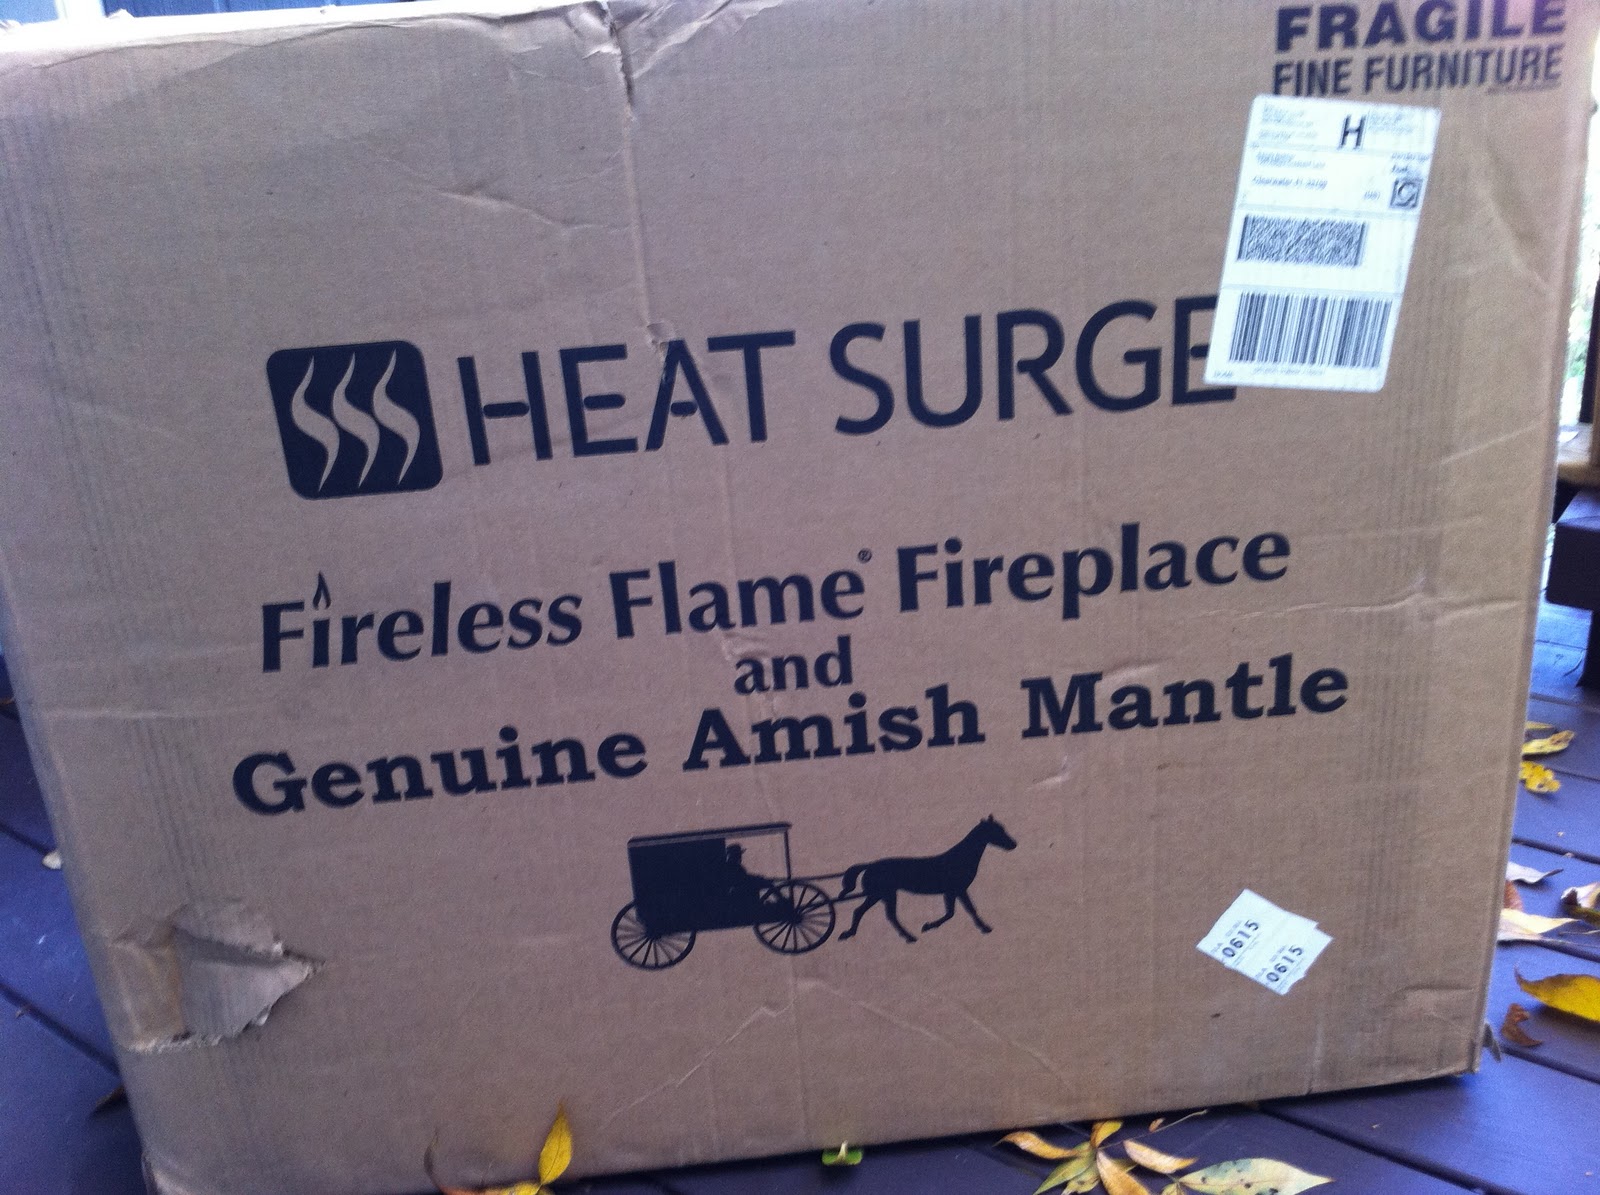 FRAGILE
FINE FURNITURE
H
HEAT SURGE
Fireless Flame® Fireplace
and
Genuine Amish Mantle
0615
0615